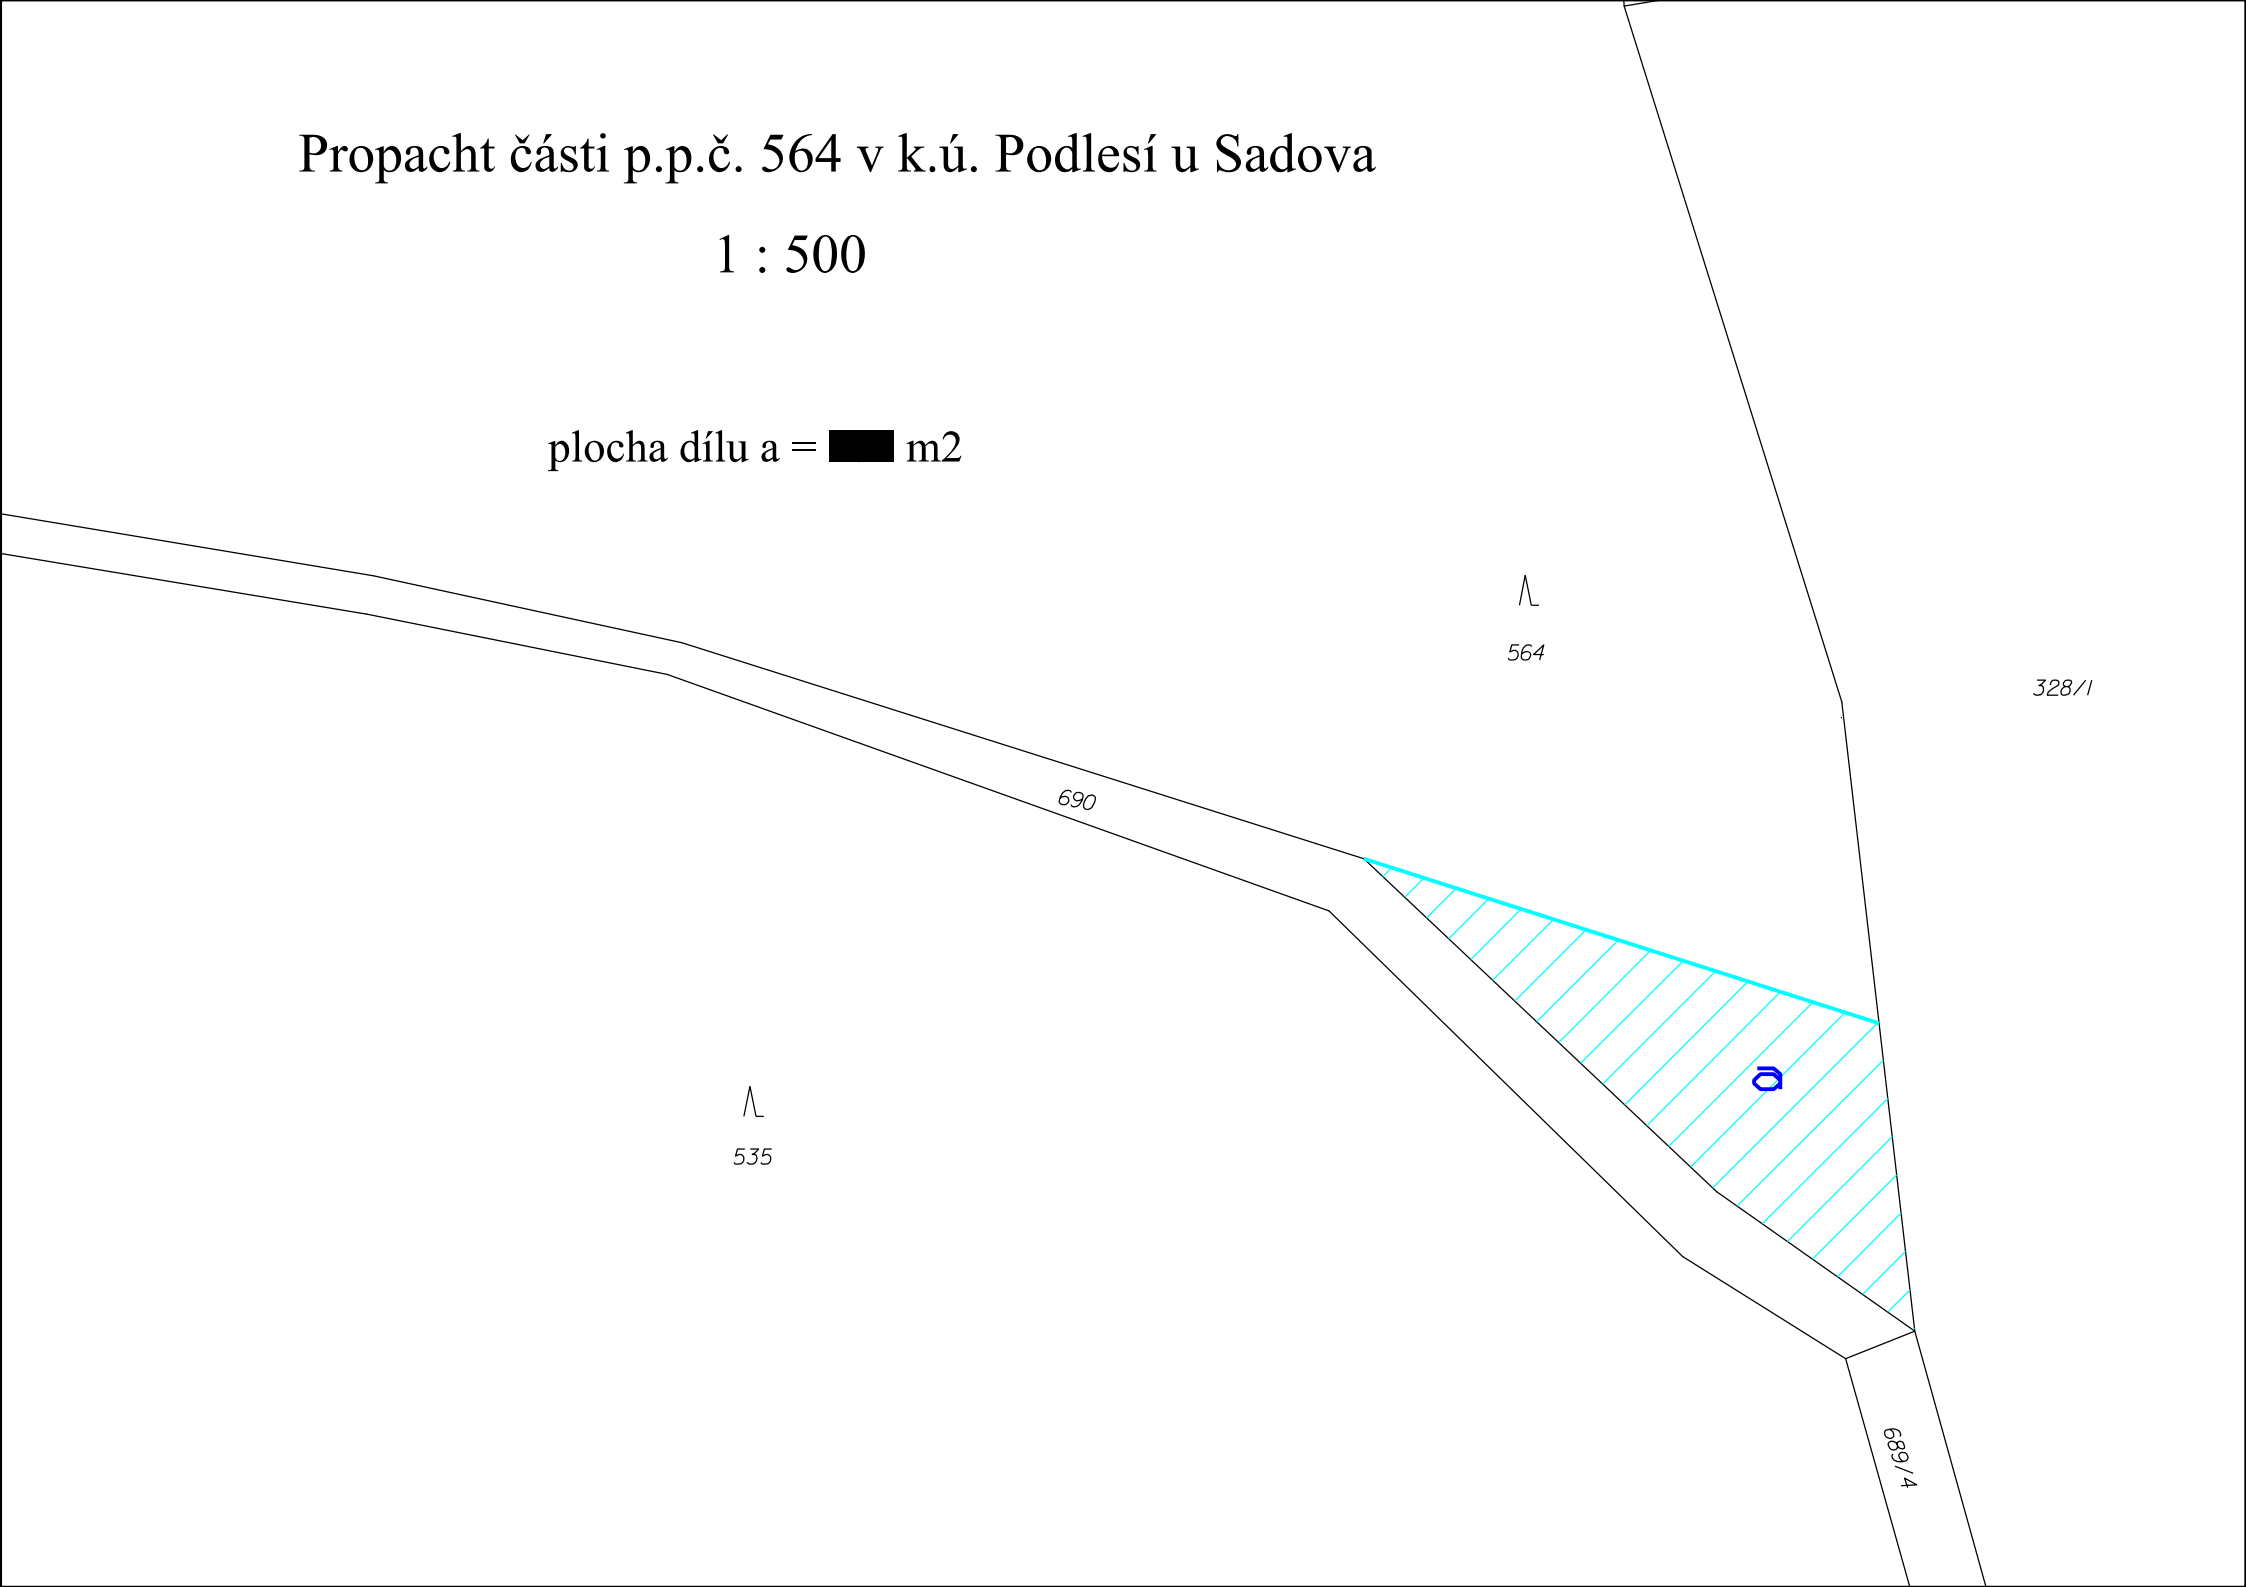 Propacht části p.p.č. 564 v k.ú. Podlesí u Sadova
1 : 500
plocha dílu a = m2
564
328/1
690
a
535
689/4